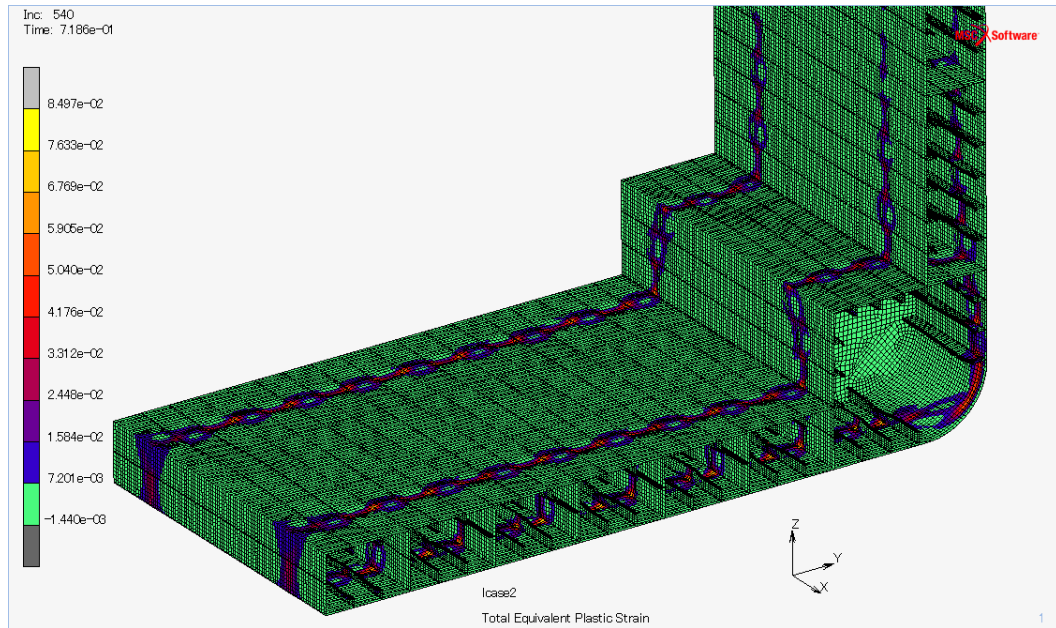 Inc: 540
Time: 7.186e-01
MSC Software
8.497e-02
7.633e-02
6.769e-02
5.905e-02
5.040e-02
4.176e-02
3.312e-02
2.448e-02
1.584e-02
7.201e-03
-1.440e-03
Z
Y
X
lcase2
Total Equivalent Plastic Strain
1